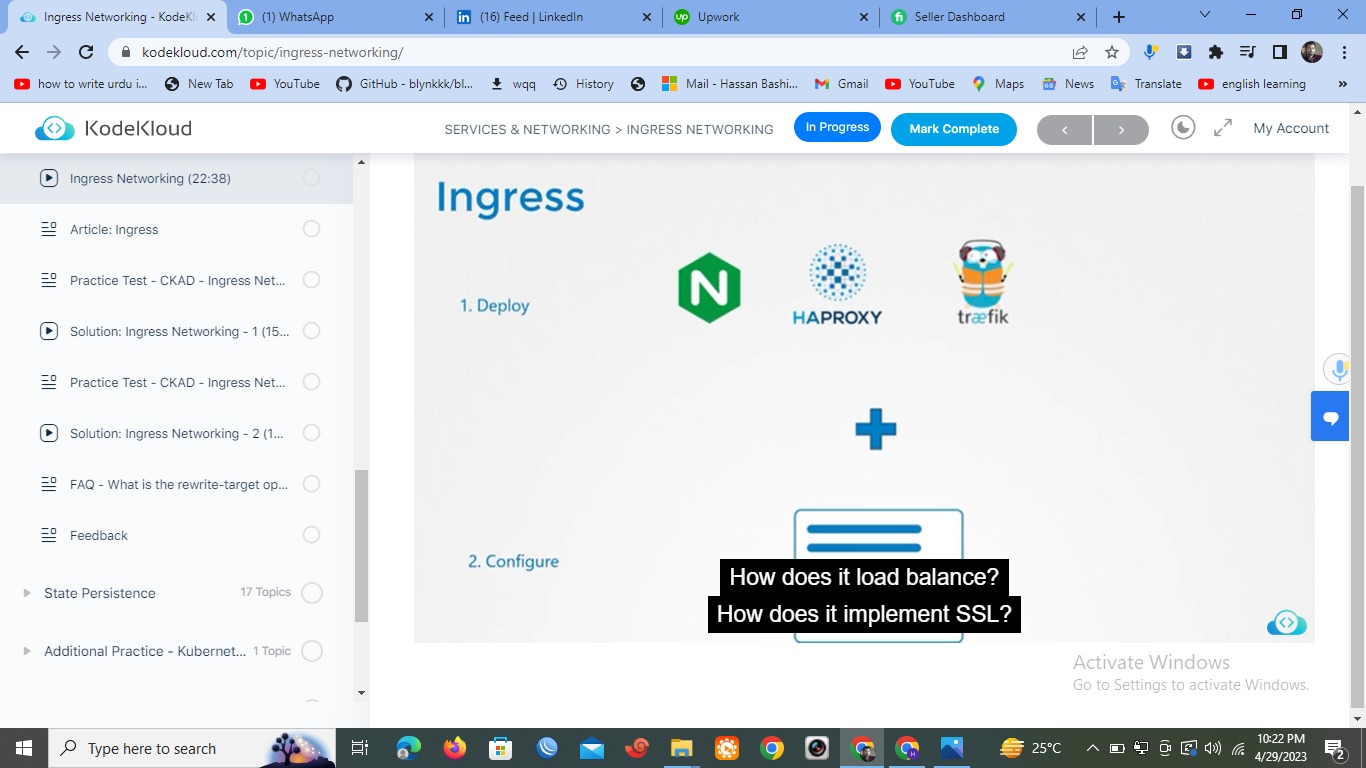 Ingress Networking - KodeKl
(1) WhatsApp
(16) Feed | LinkedIn
Upwork
Seller Dashboard
kodekloud.com/topic/ingress-networking/
how to write urdu i...
New Tab
YouTube
GitHub - blynkkk/bl...
wqq
History
Mail - Hassan Bashi...
Gmail
YouTube
Maps
News
Translate
english learning
KodeKloud
SERVICES & NETWORKING > INGRESS NETWORKING
In Progress
Mark Complete
My Account
Ingress Networking (22:38)
Article: Ingress
Practice Test - CKAD - Ingress Net...
Solution: Ingress Networking - 1 (15...
Practice Test - CKAD - Ingress Net...
Solution: Ingress Networking - 2 (1...
FAQ - What is the rewrite-target op...
Feedback
State Persistence 17 Topics
Additional Practice - Kubernet... 1 Topic
Ingress
1. Deploy
N
HAPROXY
træfik
2. Configure
How does it load balance?
How does it implement SSL?
Activate Windows
Go to Settings to activate Windows.
Type here to search
25°C
10:22 PM
4/29/2023
2